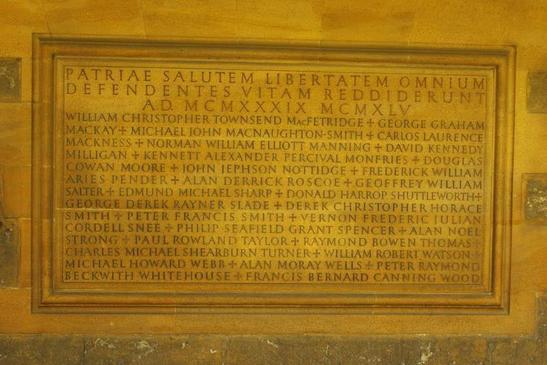 PATRIAE SALUTEM LIBERTATEM OMNIUM
DEFENDENTES VITAM REDDIDERUNT
A.D. MCMXXXIX MCMXLV
WILLIAM CHRISTOPHER TOWNSEND MACFETRIDGE + GEORGE GRAHAM
MACKAY + MICHAEL JOHN MACNAUGHTON-SMITH + CARLOS LAURENCE
MACKNESS + NORMAN WILLIAM ELLIOTT MANNING + DAVID KENNEDY
MILLIGAN + KENNETT ALEXANDER PERCIVAL MONFRIES + DOUGLAS
COWAN MOORE + JOHN JEPHSON NOTTIDGE + FREDERICK WILLIAM
ARIES PENDER + ALAN DERRICK ROSCOE + GEOFFREY WILLIAM
SALTER + EDMUND MICHAEL SHARP + DONALD HARROP SHUTTLEWORTH +
GEORGE DEREK RAYNER SLADE + DEREK CHRISTOPHER HORACE
SMITH + PETER FRANCIS SMITH + VERNON FREDERIC JULIAN
CORDELL SNEE + PHILIP SEAFIELD GRANT SPENCER + ALAN NOEL
STRONG + PAUL ROWLAND TAYLOR + RAYMOND BOWEN THOMAS +
CHARLES MICHAEL SHEARBURN TURNER + WILLIAM ROBERT WATSON +
MICHAEL HOWARD WEBB + ALAN MORAY WELLS + PETER RAYMOND
BECKWITH WHITEHOUSE + FRANCIS BERNARD CANNING WOOD